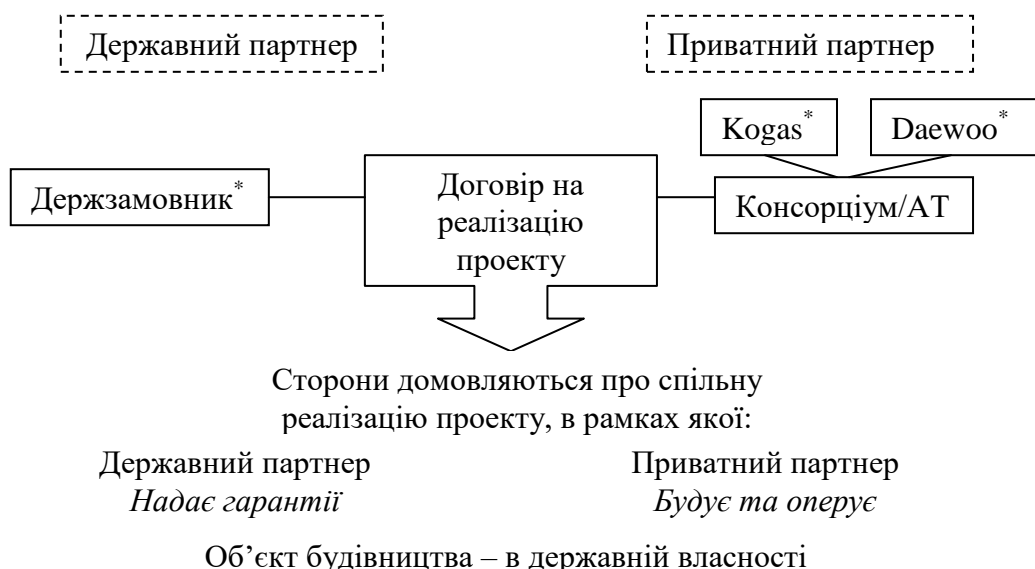 Державний партнер
Приватний партнер
Kogas*
Daewoo*
Держзамовник*
Договір на
реалізацію
проекту
Консорціум/АТ
Сторони домовляються про спільну
реалізацію проекту, в рамках якої:
Державний партнер
Надає гарантії
Приватний партнер
Будує та оперує
Об’єкт будівництва – в державній власності